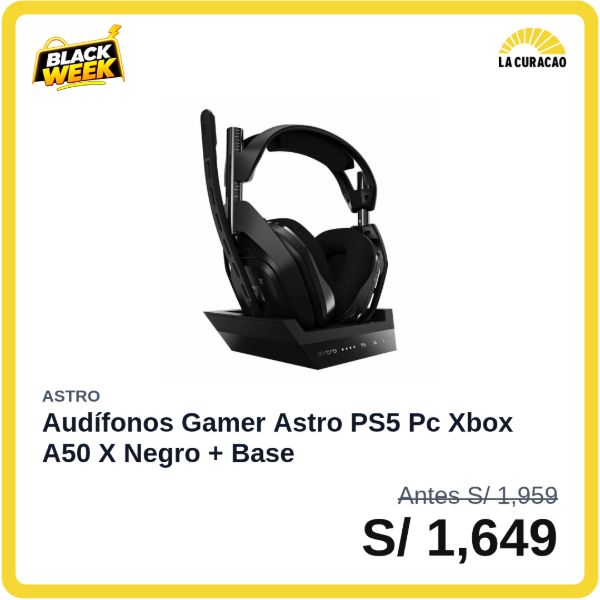 BLACK
WEEK
LA CURACAO
ASTRO
ASTRO
Audífonos Gamer Astro PS5 Pc Xbox
A50 X Negro + Base
Antes S/ 1,959
S/ 1,649